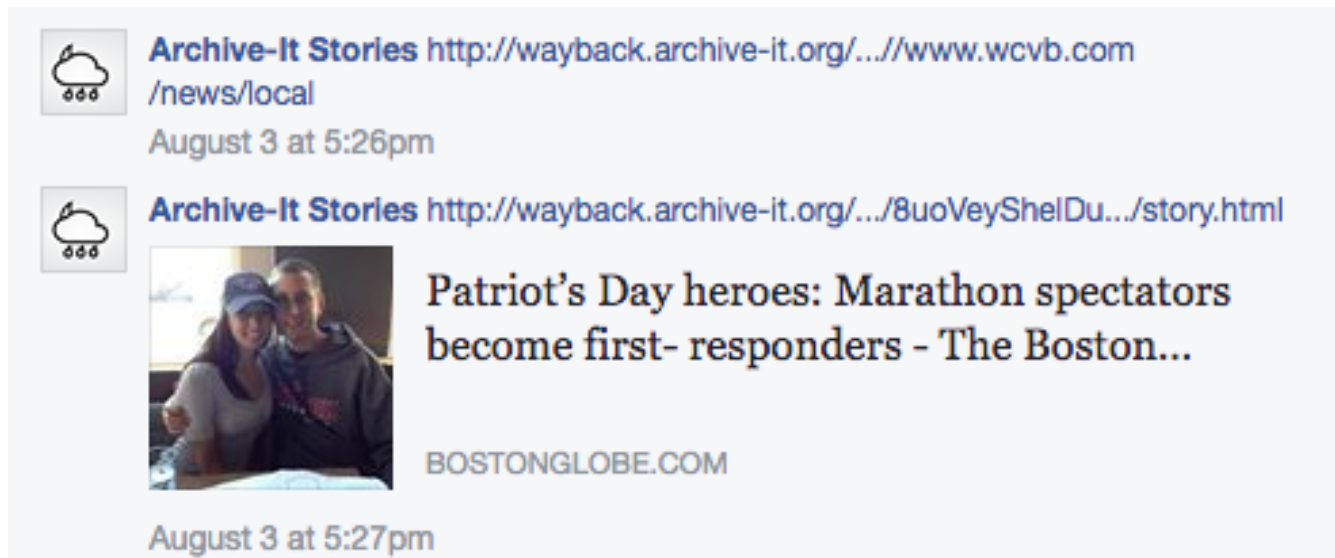 Archive-It Stories http://wayback.archive-it.org/...//www.wcvb.com
/news/local
August 3 at 5:26pm
Archive-It Stories http://wayback.archive-it.org/.../8uoVeyShelDu.../story.html
Patriot’s Day heroes: Marathon spectators
become first- responders - The Boston...
BOSTONGLOBE.COM
August 3 at 5:27pm